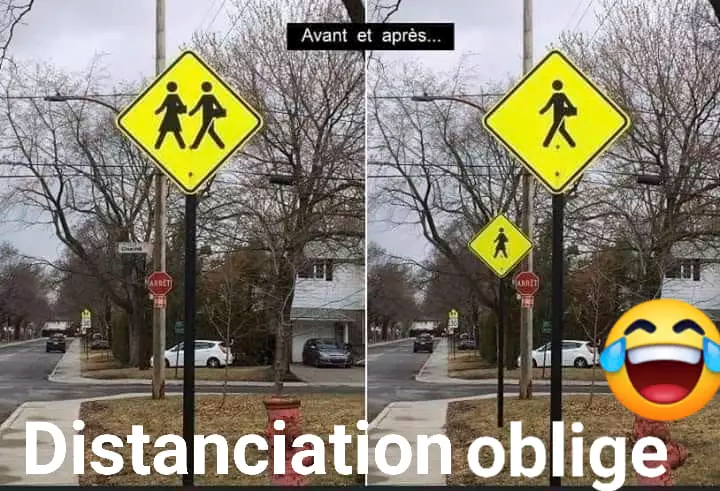 Avant et après...
ARRÊT
ARRÊT
Distanciation oblige